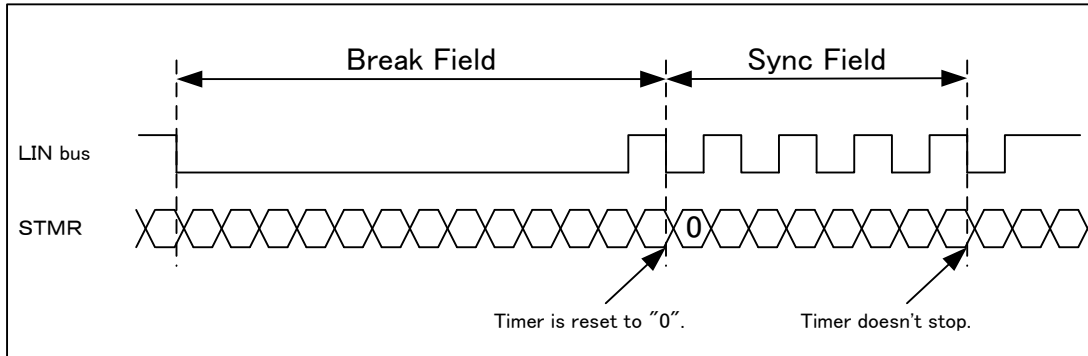 Break Field
Sync Field
LIN bus
STMR
0
Timer is reset to "0".
Timer doesn't stop.